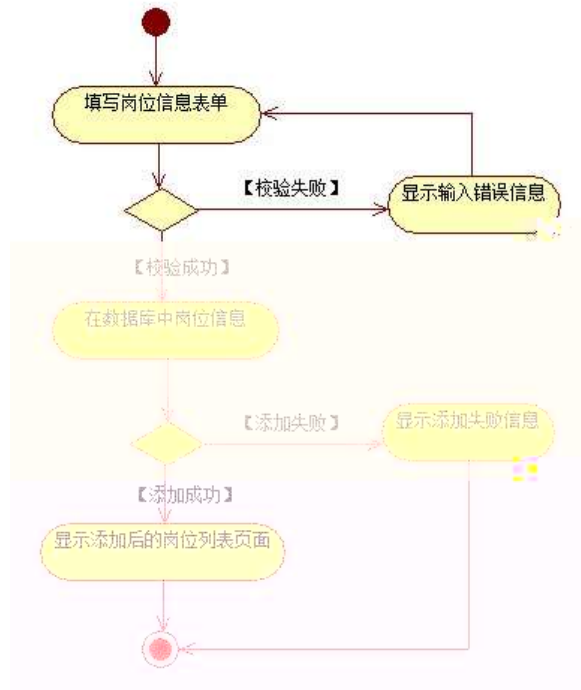 填写岗位信息表单
【校验失败】
显示输入错误信息
【校验成功】
在数据库中岗位信息
【添加失败】
显示添加失败信息
【添加成功】
显示添加后的岗位列表页面